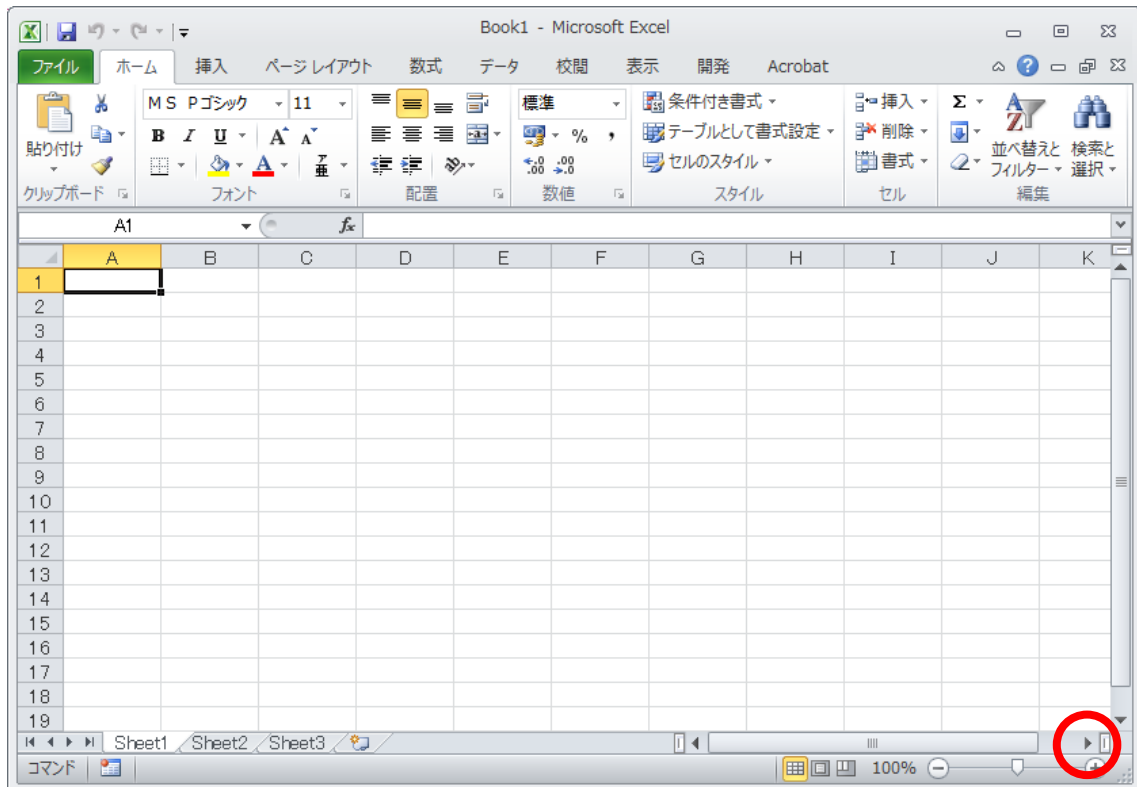 Book1 - Microsoft Excel
ファイル ホーム 挿入 ページ レイアウト 数式 データ 校閲 表示 開発 Acrobat
貼り付け
クリップボード
ＭＳ Ｐゴシック 11
B I U A A
A 亜
フォント
配置
標準
% ,
.0 .00 .00 .0
数値
条件付き書式
テーブルとして書式設定
セルのスタイル
スタイル
挿入
削除
書式
セル
Σ
並べ替えと
フィルター
検索と
選択
編集
A1 fx
A B C D E F G H I J K
1
2
3
4
5
6
7
8
9
10
11
12
13
14
15
16
17
18
19
Sheet1 Sheet2 Sheet3
コマンド 100%